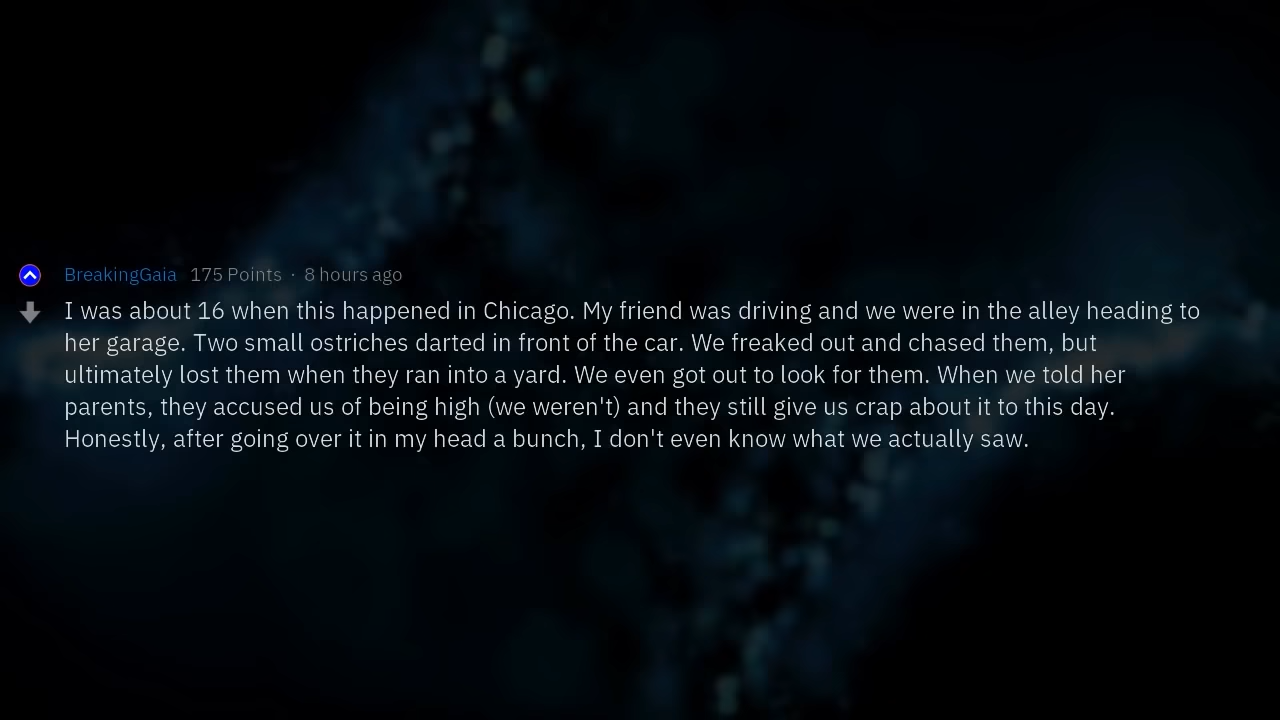 BreakingGaia 175 Points · 8 hours ago
I was about 16 when this happened in Chicago. My friend was driving and we were in the alley heading to
her garage. Two small ostriches darted in front of the car. We freaked out and chased them, but
ultimately lost them when they ran into a yard. We even got out to look for them. When we told her
parents, they accused us of being high (we weren't) and they still give us crap about it to this day.
Honestly, after going over it in my head a bunch, I don't even know what we actually saw.